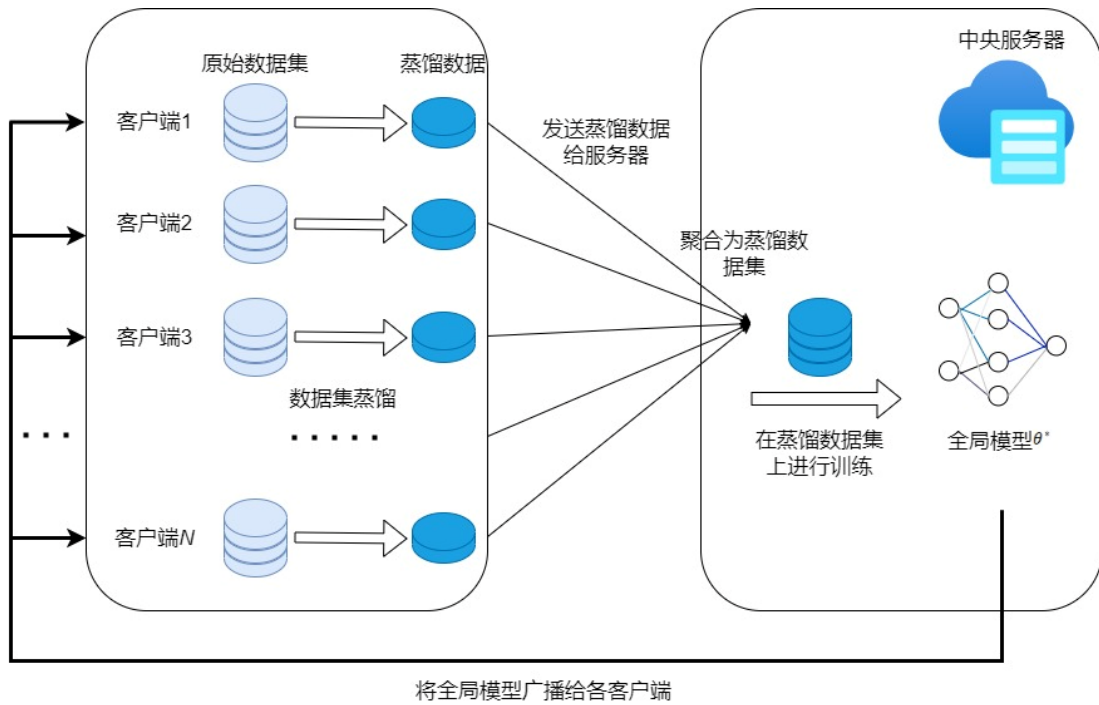 原始数据集
蒸馏数据
中央服务器
客户端1
发送蒸馏数据
给服务器
客户端2
聚合为蒸馏数
据集
客户端3
数据集蒸馏
· · ·
· · · · ·
在蒸馏数据集
上进行训练
全局模型θ*
客户端N
将全局模型广播给各客户端